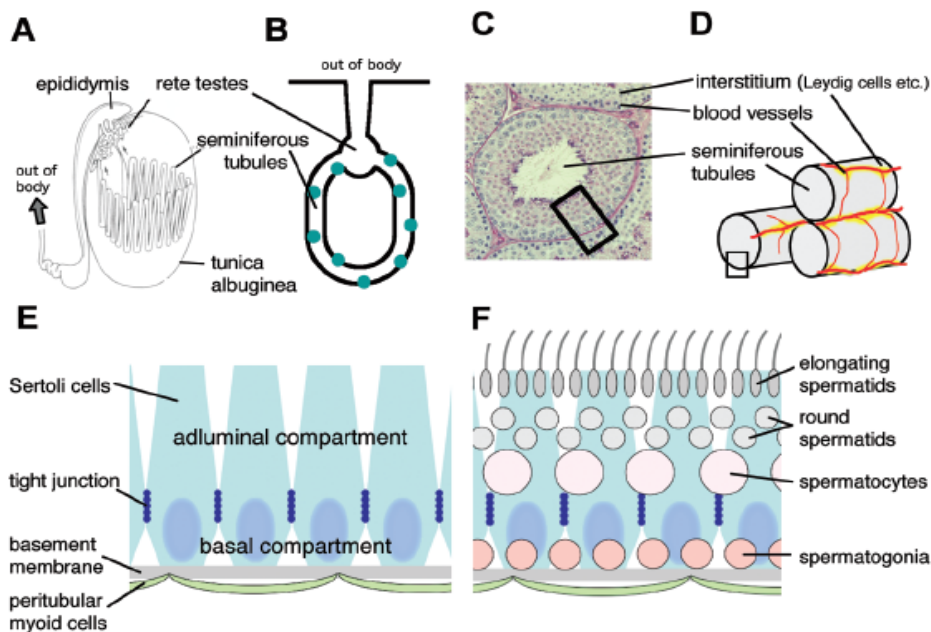 A
epididymis
rete testes
seminiferous
tubules
out of
body
tunica
albuginea
B
out of body
C
D
interstitium (Leydig cells etc.)
blood vessels
seminiferous
tubules
E
Sertoli cells
adluminal compartment
tight junction
basal compartment
basement
membrane
peritubular
myoid cells
F
elongating
spermatids
round
spermatids
spermatocytes
spermatogonia